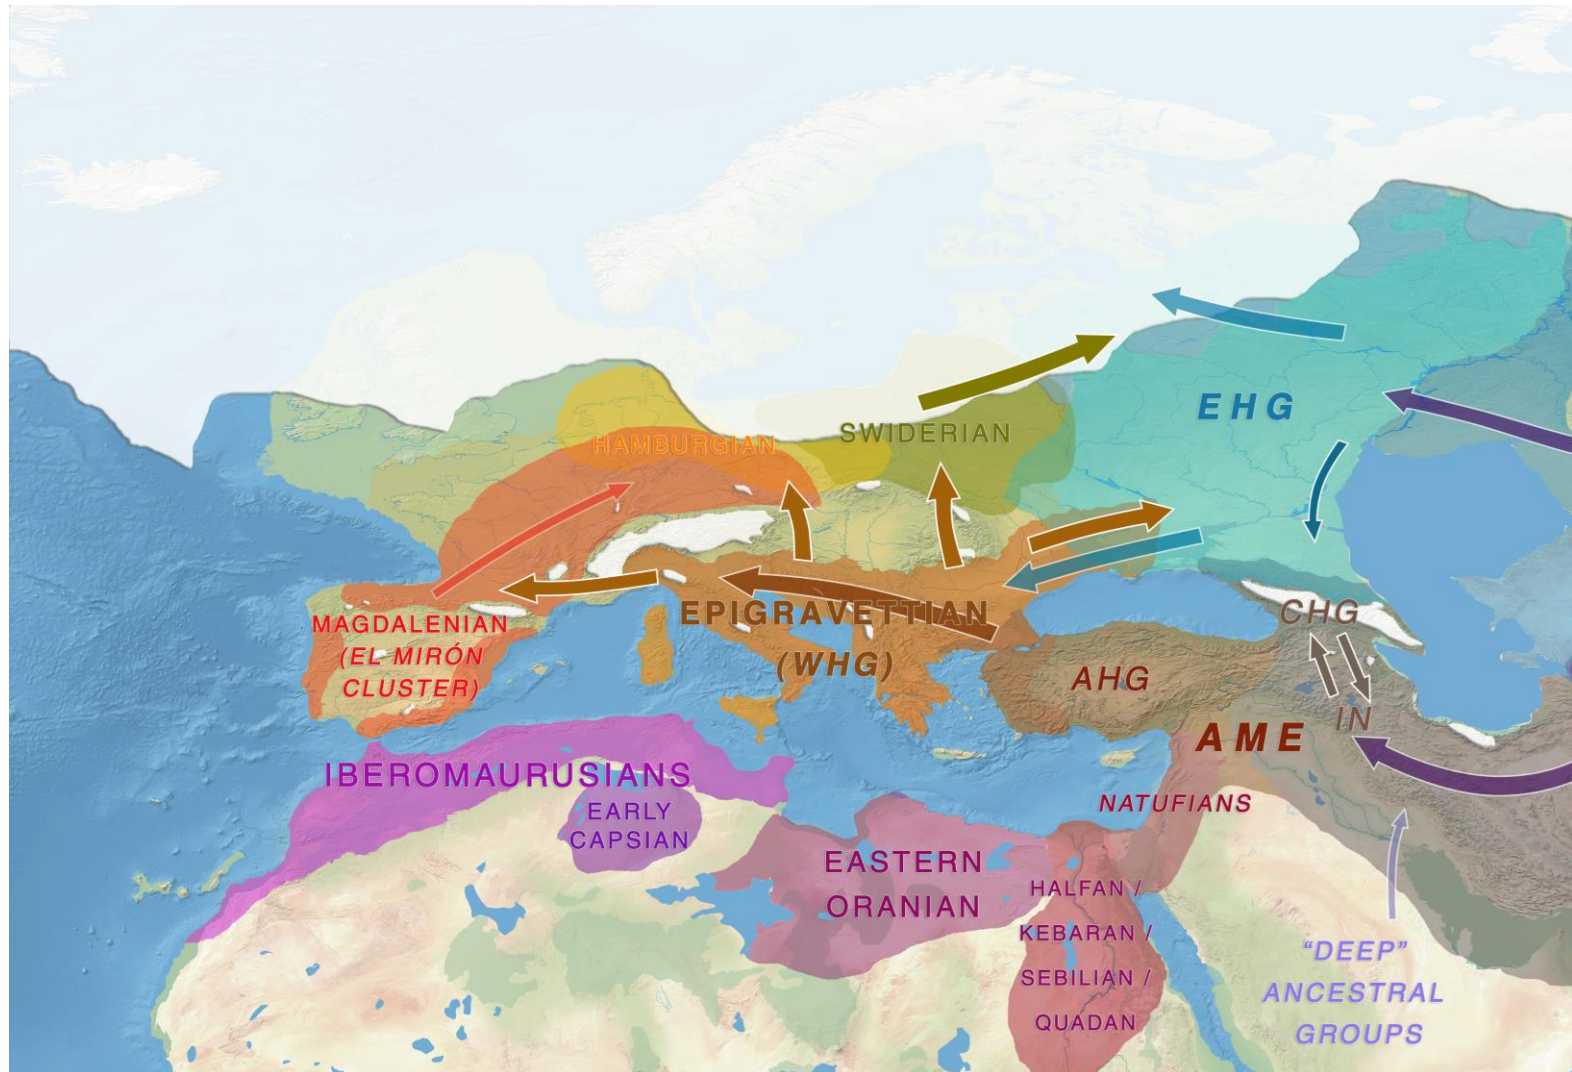 EHG
HAMBURGIAN
SWIDERIAN
MAGDALENIAN
(EL MIRÓN
CLUSTER)
EPIGRAVETTIAN
(WHG)
CHG
AHG
IN
AME
IBEROMAURUSIANS
EARLY
CAPSIAN
NATUFIANS
EASTERN
ORANIAN
HALFAN /
KEBARAN /
SEBILIAN /
QUADAN
“DEEP”
ANCESTRAL
GROUPS